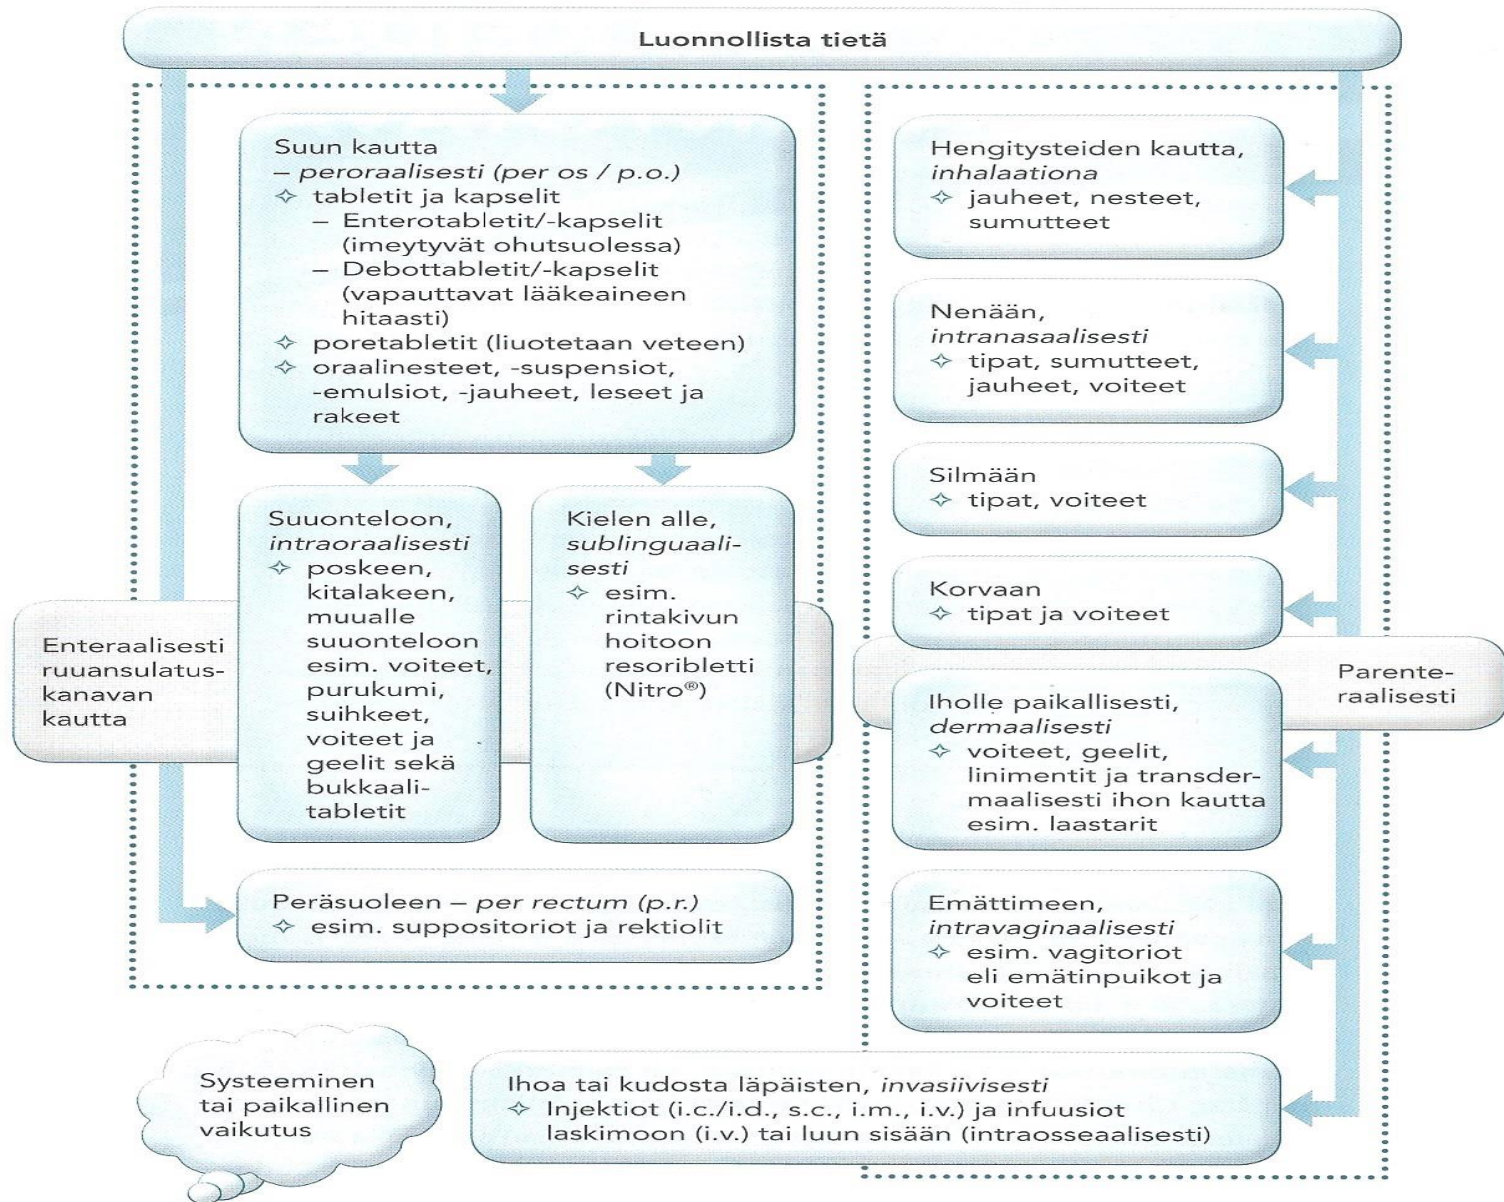 Luonnollista tietä
Suun kautta
– peroraalisesti (per os / p.o.)
✧ tabletit ja kapselit
– Enterotabletit/-kapselit
(imeytyvät ohutsuolessa)
– Debottabletit/-kapselit
(vapauttavat lääkeaineen
hitaasti)
✧ poretabletit (liuotetaan veteen)
✧ oraalinesteet, -suspensiot,
-emulsiot, -jauheet, leseet ja
rakeet
Suuonteloon,
intraoraalisesti
✧ poskeen,
kitalakeen,
muualle
suuonteloon
esim. voiteet,
purukumi,
suihkeet,
voiteet ja
geelit sekä
bukkaali-
tabletit
Kielen alle,
sublinguaali-
sesti
✧ esim.
rintakivun
hoitoon
resoribletti
(Nitro®)
Enteraalisesti
ruuansulatus-
kanavan
kautta
Peräsuoleen – per rectum (p.r.)
✧ esim. suppositoriot ja rektiolit
Hengitysteiden kautta,
inhalaationa
✧ jauheet, nesteet,
sumutteet
Nenään,
intranasaalisesti
✧ tipat, sumutteet,
jauheet, voiteet
Silmään
✧ tipat, voiteet
Korvaan
✧ tipat ja voiteet
Parente-
raalisesti
Iholle paikallisesti,
dermaalisesti
✧ voiteet, geelit,
linimentit ja transder-
maalisesti ihon kautta
esim. laastarit
Emättimeen,
intravaginaalisesti
✧ esim. vagitoriot
eli emätinpuikot ja
voiteet
Systeeminen
tai paikallinen
vaikutus
Ihoa tai kudosta läpäisten, invasiivisesti
✧ Injektiot (i.c./i.d., s.c., i.m., i.v.) ja infuusiot
laskimoon (i.v.) tai luun sisään (intraosseaalisesti)